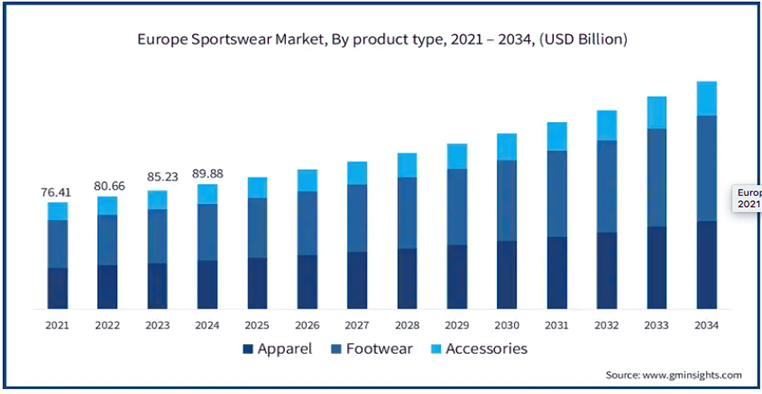 Europe Sportswear Market, By product type, 2021 – 2034, (USD Billion)
76.41
80.66
85.23
89.88
Europ
2021
2021 2022 2023 2024 2025 2026 2027 2028 2029 2030 2031 2032 2033 2034
Apparel Footwear Accessories
Source: www.gminsights.com